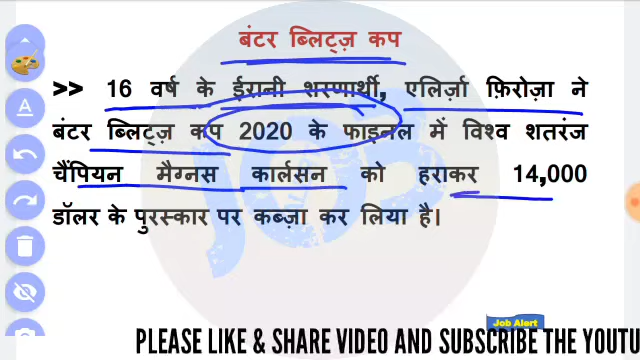 बंटर ब्लिट्ज़ कप
>> 16 वर्ष के ईरानी शरणार्थी, एलिर्ज़ा फ़िरोज़ा ने
बंटर ब्लिट्ज़ कप 2020 के फाइनल में विश्व शतरंज
चैंपियन मैग्नस कार्लसन को हराकर 14,000
डॉलर के पुरस्कार पर कब्ज़ा कर लिया है।
JOB
Job Alert
PLEASE LIKE & SHARE VIDEO AND SUBSCRIBE THE YOUTU